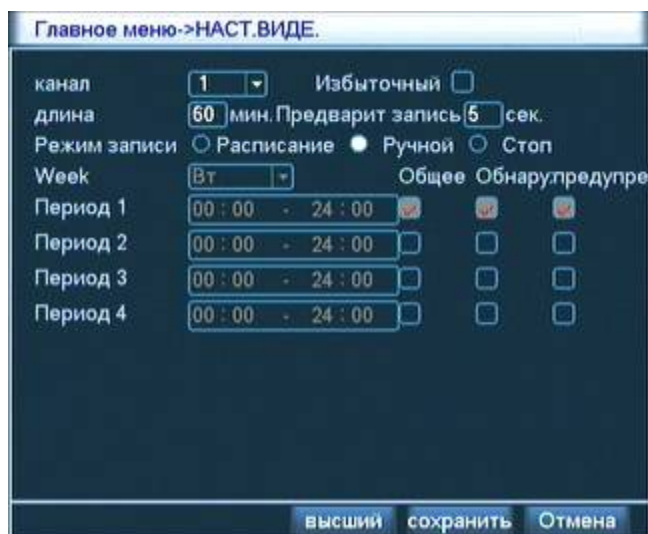 Главное меню->НАСТ.ВИДЕ.
канал 1 Избыточный
длина 60 мин. Предварит запись 5 сек.
Режим записи Расписание Ручной Стоп
Week Вт Общее Обнару:предупре
Период 1 00:00 - 24:00
Период 2 00:00 - 24:00
Период 3 00:00 - 24:00
Период 4 00:00 - 24:00
высший сохранить Отмена